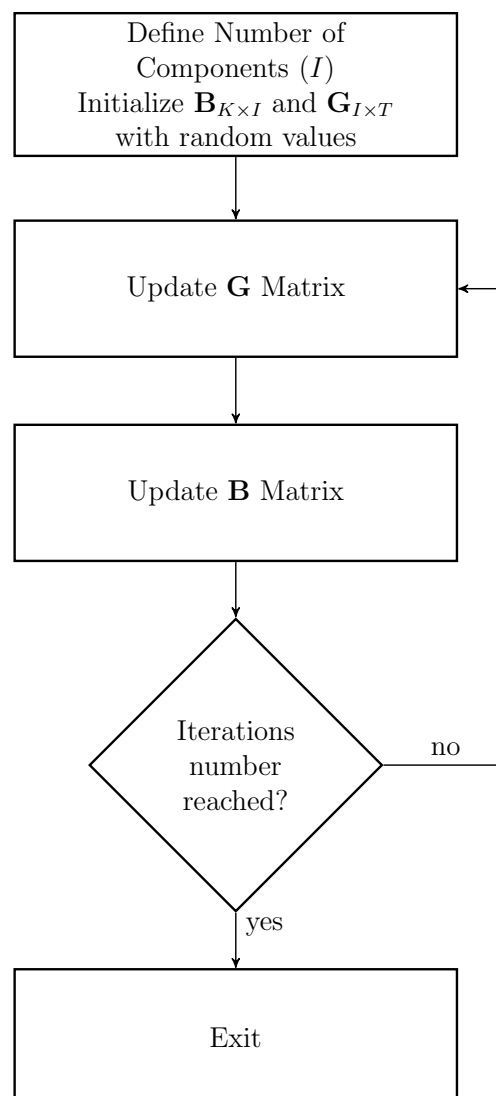 Define Number of
Components (I)
Initialize B_{K×I} and G_{I×T}
with random values
Update G Matrix
Update B Matrix
Iterations
number
reached?
no
yes
Exit